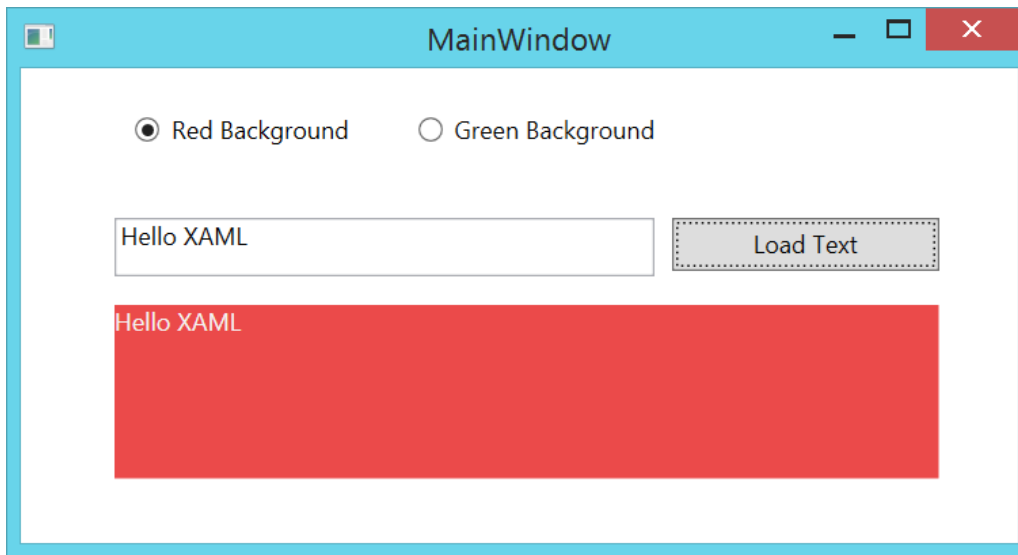 MainWindow
Red Background Green Background
Hello XAML Load Text
Hello XAML